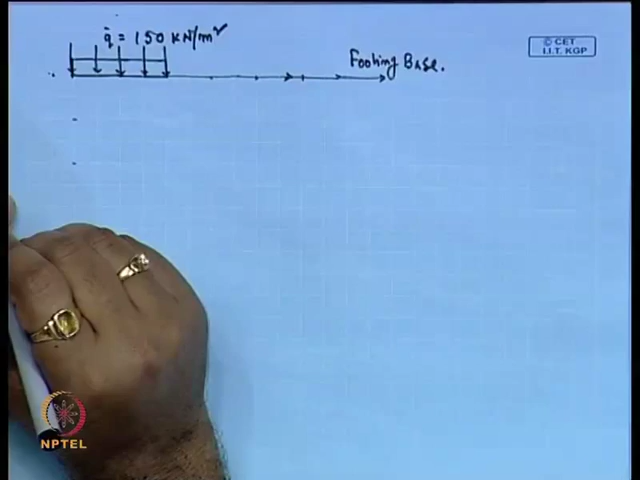 q = 150 KN/m²
Footing Base.
© CET
I.I.T. KGP
NPTEL